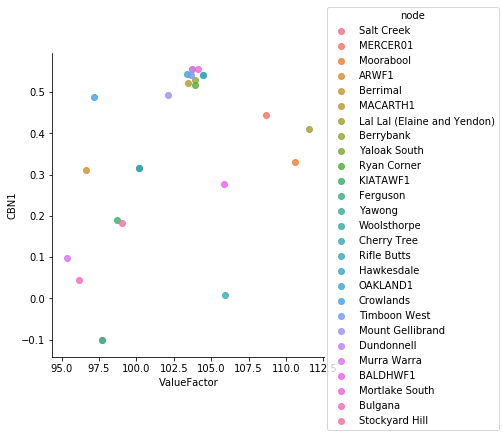 node
Salt Creek
MERCER01
Moorabool
ARWF1
Berrimal
MACARTH1
Lal Lal (Elaine and Yendon)
Berrybank
Yaloak South
Ryan Corner
KIATAWF1
Ferguson
Yawong
Woolsthorpe
Cherry Tree
Rifle Butts
Hawkesdale
OAKLAND1
Crowlands
Timboon West
Mount Gellibrand
Dundonnell
Murra Warra
BALDHWF1
Mortlake South
Bulgana
Stockyard Hill
CBN1
0.5
0.4
0.3
0.2
0.1
0.0
−0.1
95.0 97.5 100.0 102.5 105.0 107.5 110.0 112.5
ValueFactor